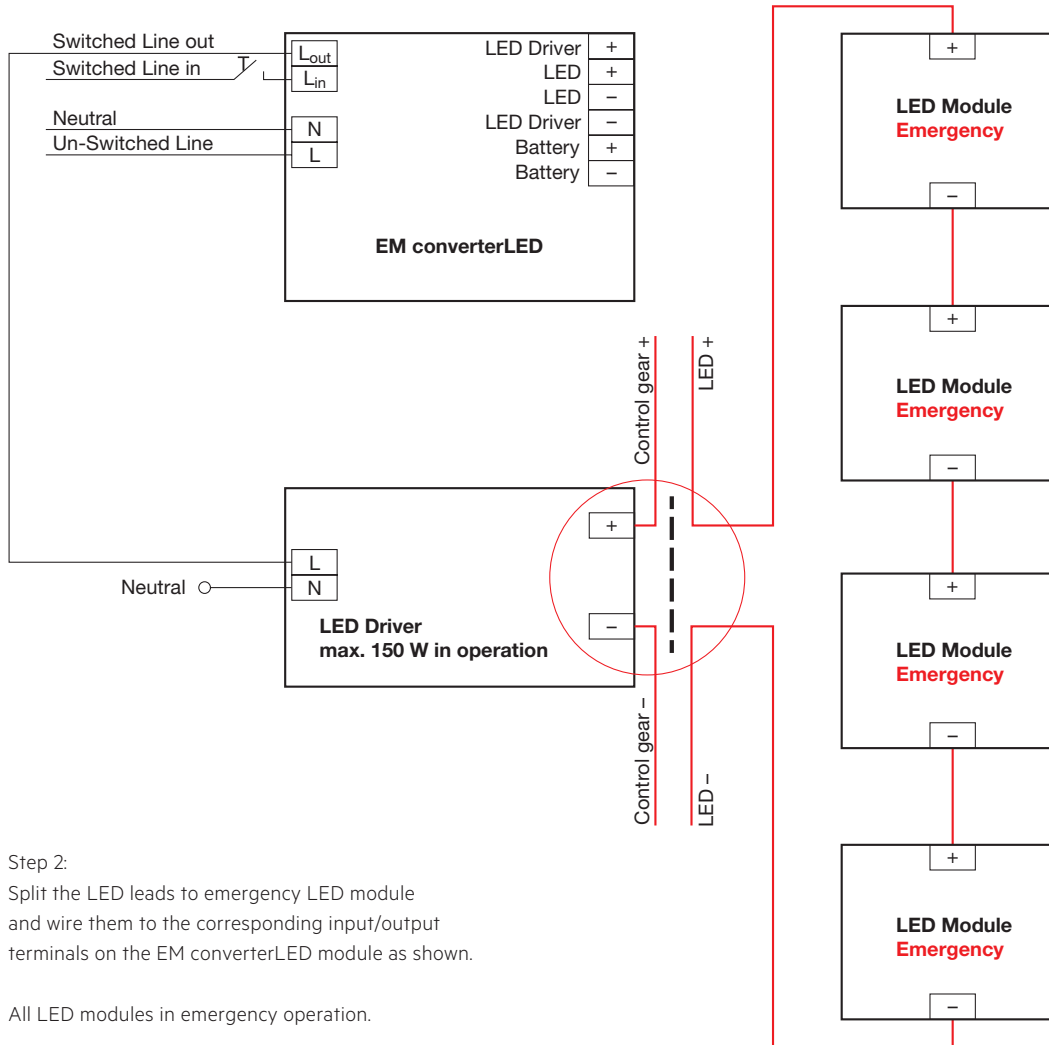 Switched Line out
Switched Line in
Neutral
Un-Switched Line
Lout
Lin
N
L
LED Driver +
LED +
LED –
LED Driver –
Battery +
Battery –
EM converterLED
+
LED Module
Emergency
–
+
LED Module
Emergency
–
Control gear +
LED +
L
N
Neutral
+
–
LED Driver
max. 150 W in operation
Control gear –
LED –
+
LED Module
Emergency
–
+
LED Module
Emergency
–
Step 2:
Split the LED leads to emergency LED module
and wire them to the corresponding input/output
terminals on the EM converterLED module as shown.
All LED modules in emergency operation.